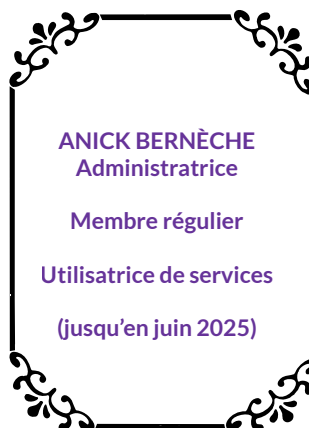 ANICK BERNÈCHE
Administratrice
Membre régulier
Utilisatrice de services
(jusqu’en juin 2025)